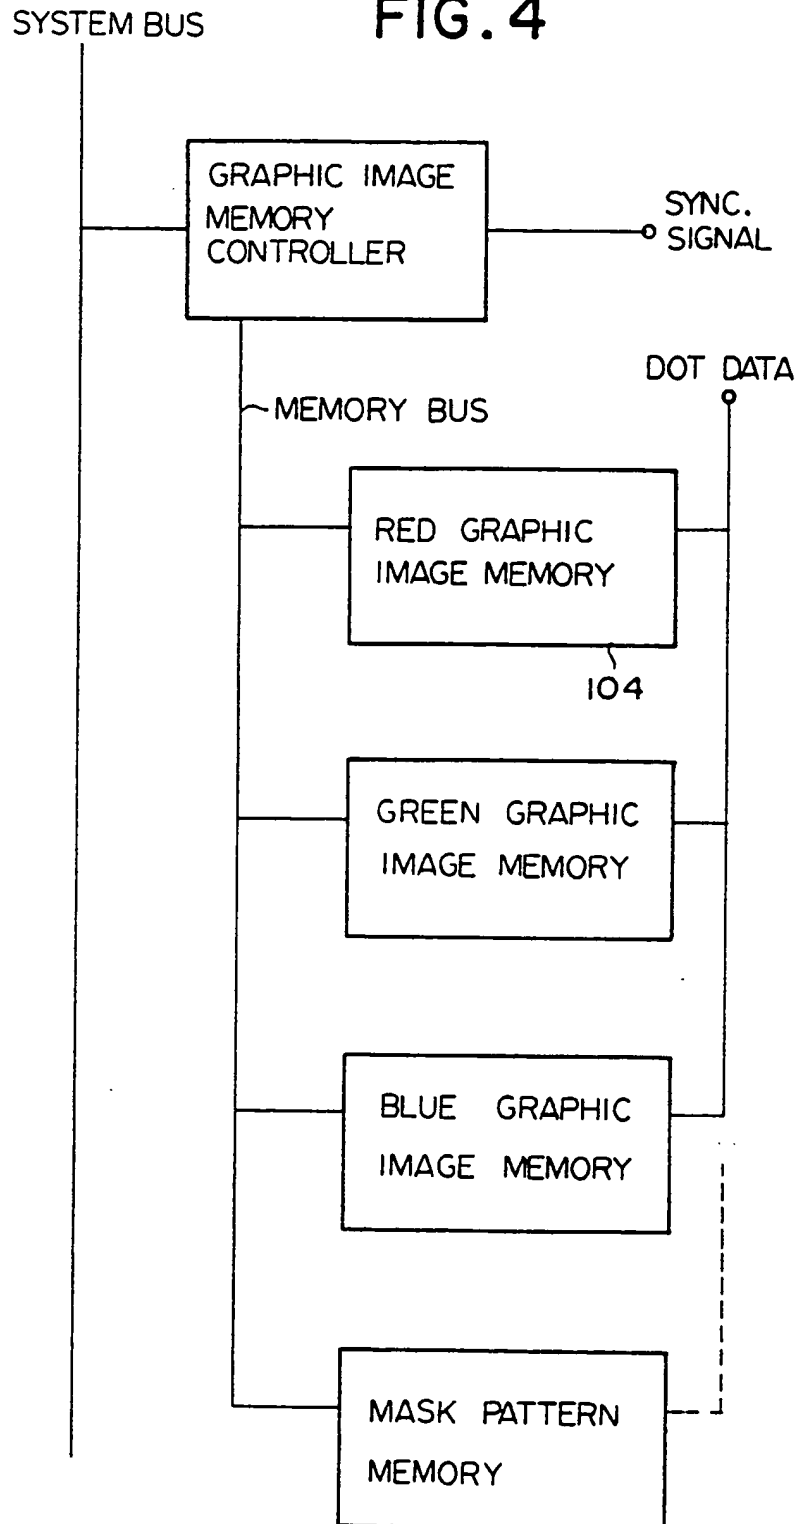 SYSTEM BUS
FIG. 4
GRAPHIC IMAGE
MEMORY
CONTROLLER
SYNC.
SIGNAL
DOT DATA
MEMORY BUS
RED GRAPHIC
IMAGE MEMORY
104
GREEN GRAPHIC
IMAGE MEMORY
BLUE GRAPHIC
IMAGE MEMORY
MASK PATTERN
MEMORY